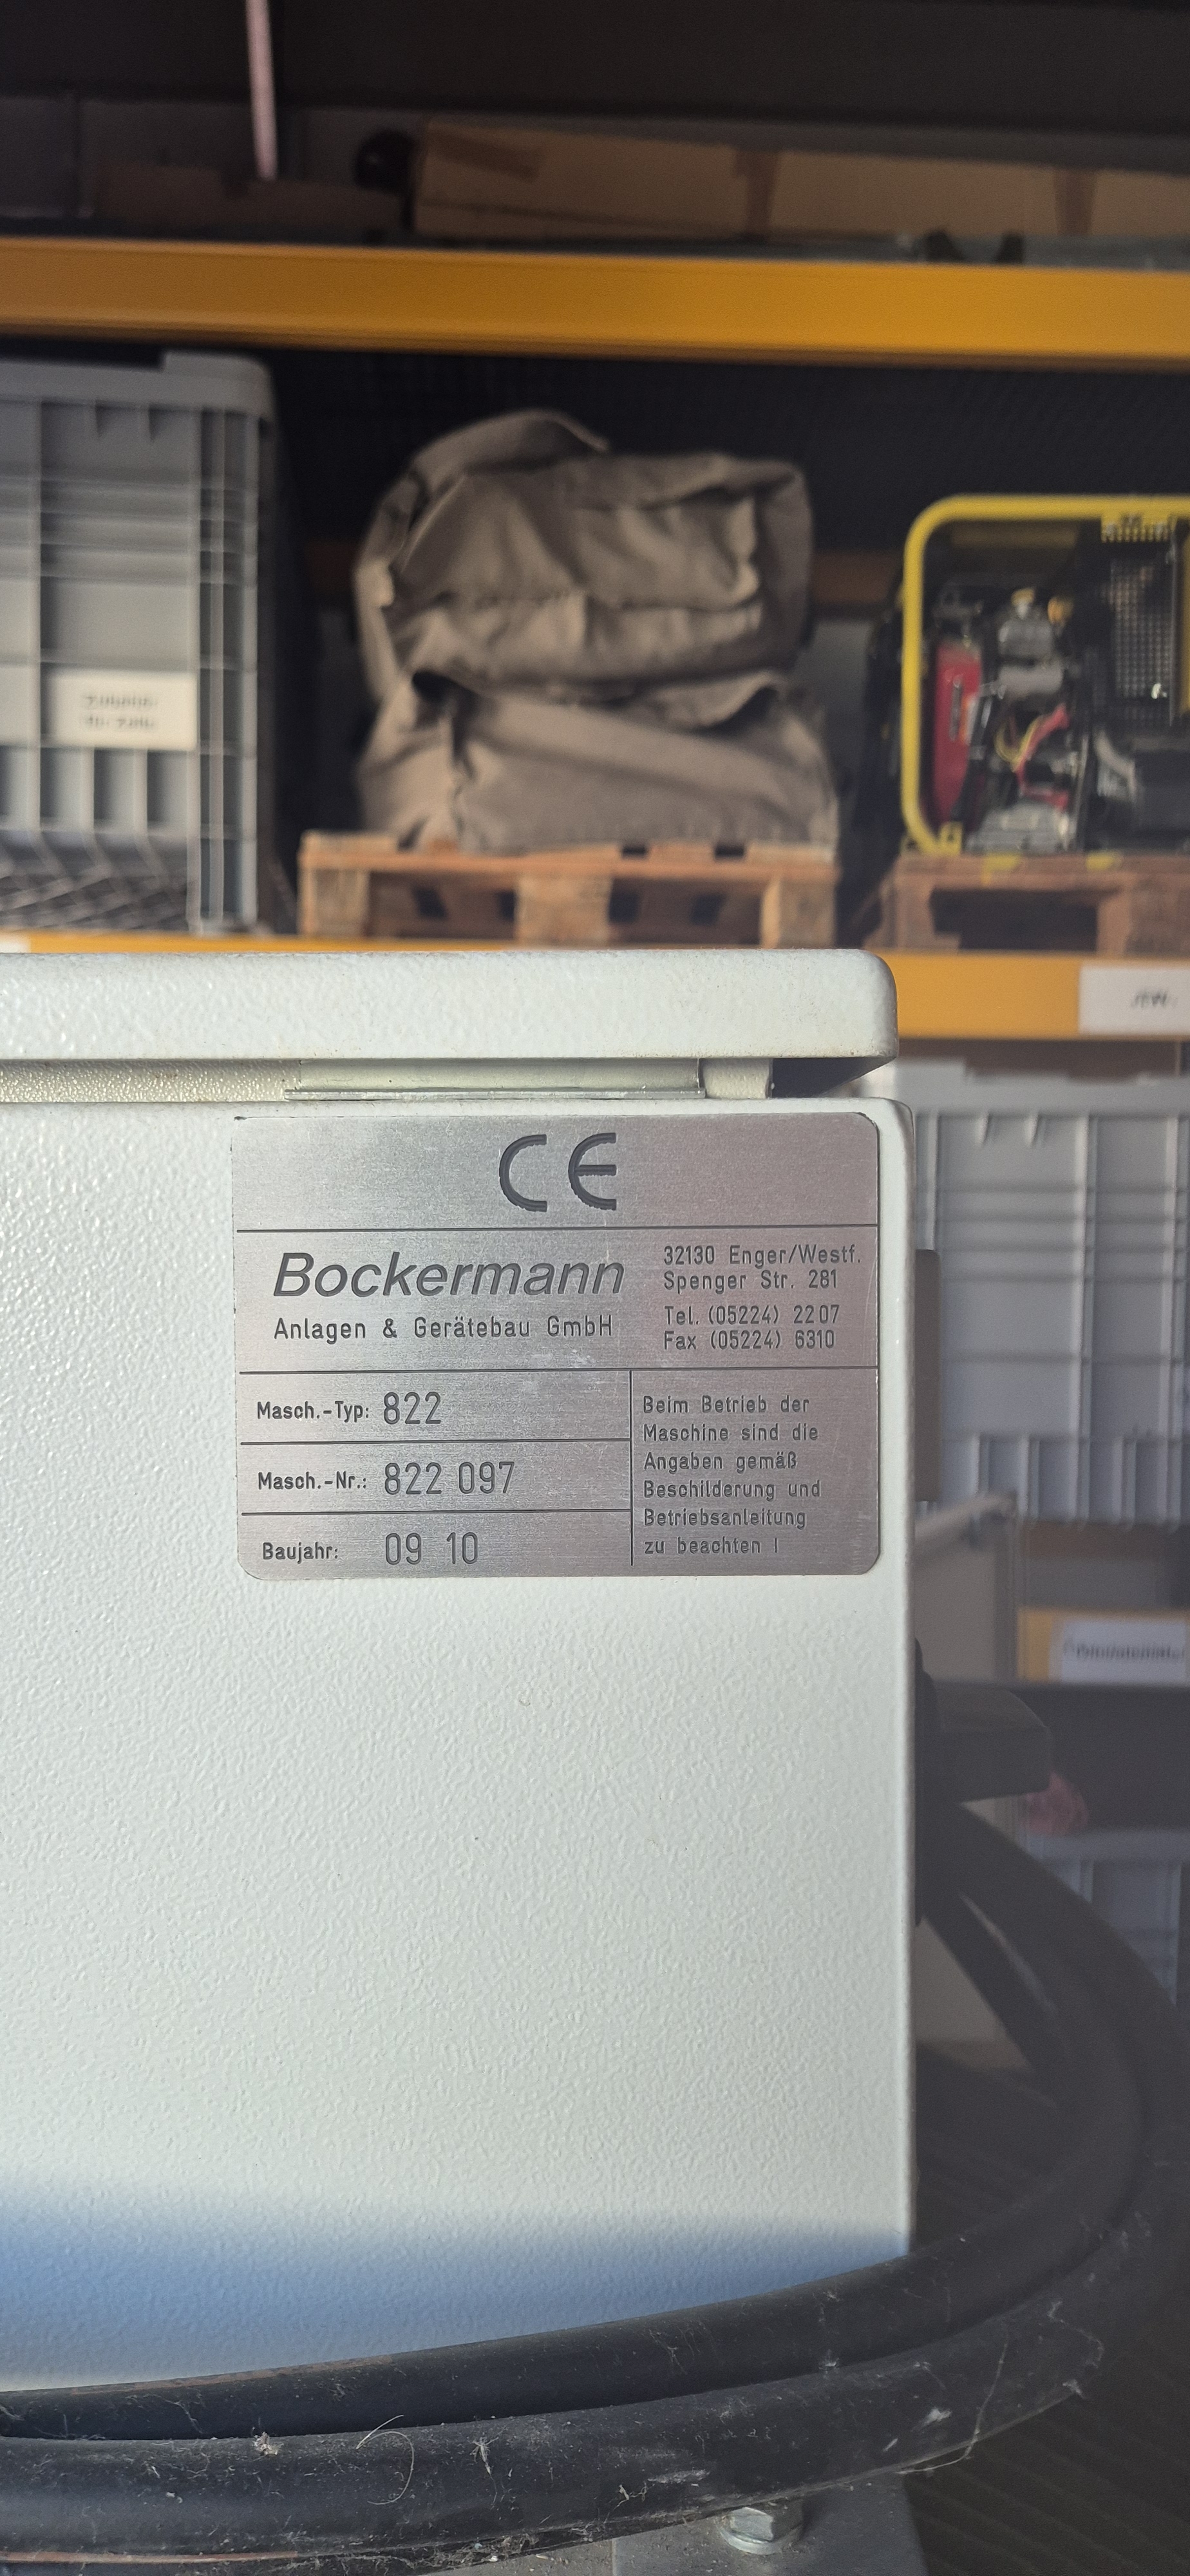 CE
Bockermann
Anlagen & Gerätebau GmbH
32130 Enger/Westf.
Spenger Str. 281
Tel. (05224) 2207
Fax (05224) 6310
Masch.-Typ: 822
Masch.-Nr.: 822 097
Baujahr: 09 10
Beim Betrieb der
Maschine sind die
Angaben gemäß
Beschilderung und
Betriebsanleitung
zu beachten !